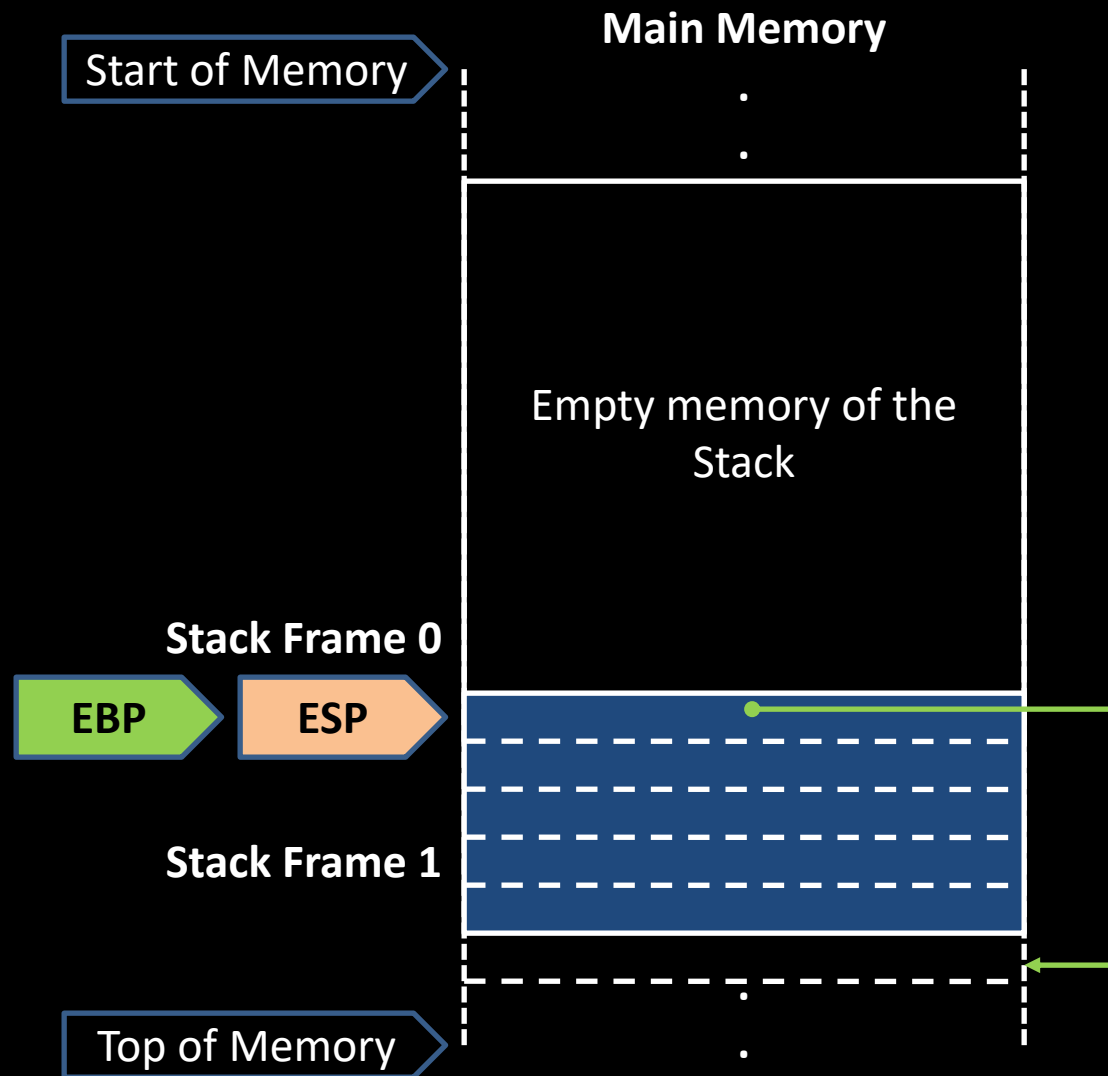 Main Memory
Start of Memory
.
.
Empty memory of the
Stack
Stack Frame 0
EBP
ESP
Stack Frame 1
.
Top of Memory
.